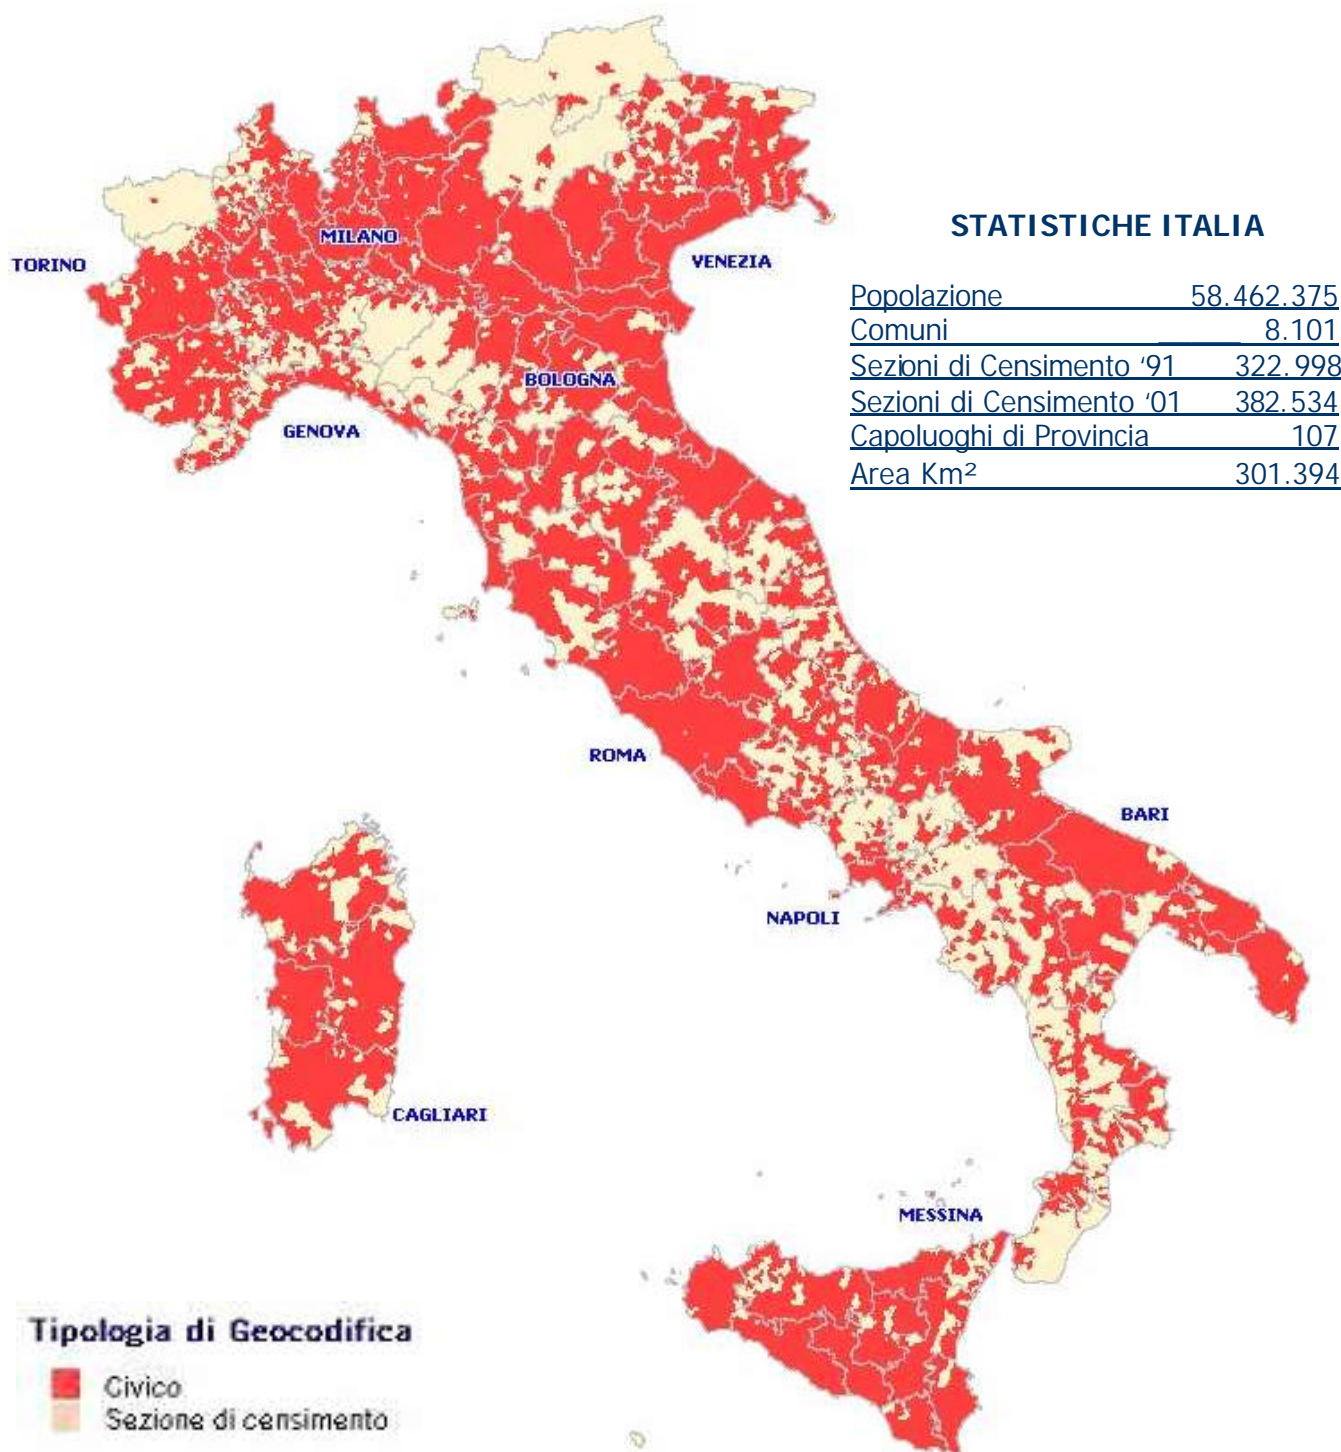 STATISTICHE ITALIA
MILANO
TORINO
VENEZIA
Popolazione 58.462.375
Comuni 8.101
Sezioni di Censimento '91 322.998
BOLOGNA
Sezioni di Censimento '01 382.534
GENOVA
Capoluoghi di Provincia 107
Area Km² 301.394
ROMA
BARI
NAPOLI
CAGLIARI
MESSINA
Tipologia di Geocodifica
Civico
Sezione di censimento